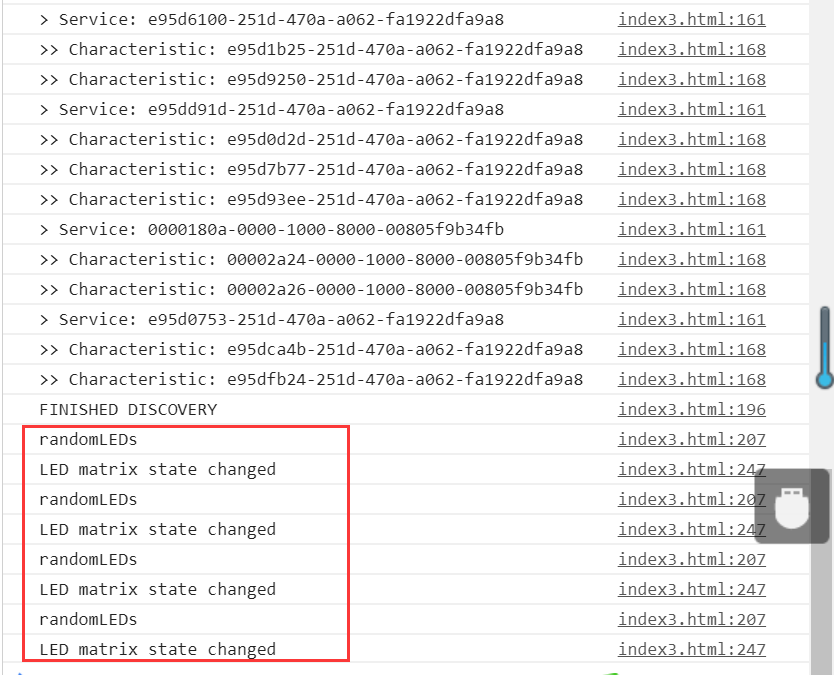 > Service: e95d6100-251d-470a-a062-fa1922dfa9a8 index3.html:161
>> Characteristic: e95d1b25-251d-470a-a062-fa1922dfa9a8 index3.html:168
>> Characteristic: e95d9250-251d-470a-a062-fa1922dfa9a8 index3.html:168
> Service: e95dd91d-251d-470a-a062-fa1922dfa9a8 index3.html:161
>> Characteristic: e95d0d2d-251d-470a-a062-fa1922dfa9a8 index3.html:168
>> Characteristic: e95d7b77-251d-470a-a062-fa1922dfa9a8 index3.html:168
>> Characteristic: e95d93ee-251d-470a-a062-fa1922dfa9a8 index3.html:168
> Service: 0000180a-0000-1000-8000-00805f9b34fb index3.html:161
>> Characteristic: 00002a24-0000-1000-8000-00805f9b34fb index3.html:168
>> Characteristic: 00002a26-0000-1000-8000-00805f9b34fb index3.html:168
> Service: e95d0753-251d-470a-a062-fa1922dfa9a8 index3.html:161
>> Characteristic: e95dca4b-251d-470a-a062-fa1922dfa9a8 index3.html:168
>> Characteristic: e95dfb24-251d-470a-a062-fa1922dfa9a8 index3.html:168
FINISHED DISCOVERY index3.html:196
randomLEDs index3.html:207
LED matrix state changed index3.html:247
randomLEDs index3.html:207
LED matrix state changed index3.html:247
randomLEDs index3.html:207
LED matrix state changed index3.html:247
randomLEDs index3.html:207
LED matrix state changed index3.html:247